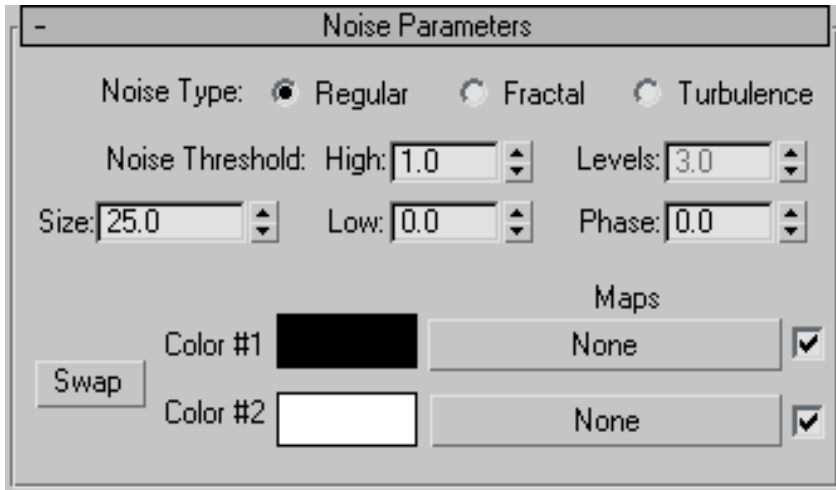 - Noise Parameters
Noise Type: Regular Fractal Turbulence
Noise Threshold: High: 1.0 Levels: 3.0
Size: 25.0 Low: 0.0 Phase: 0.0
Maps
Color #1 None
Swap
Color #2 None